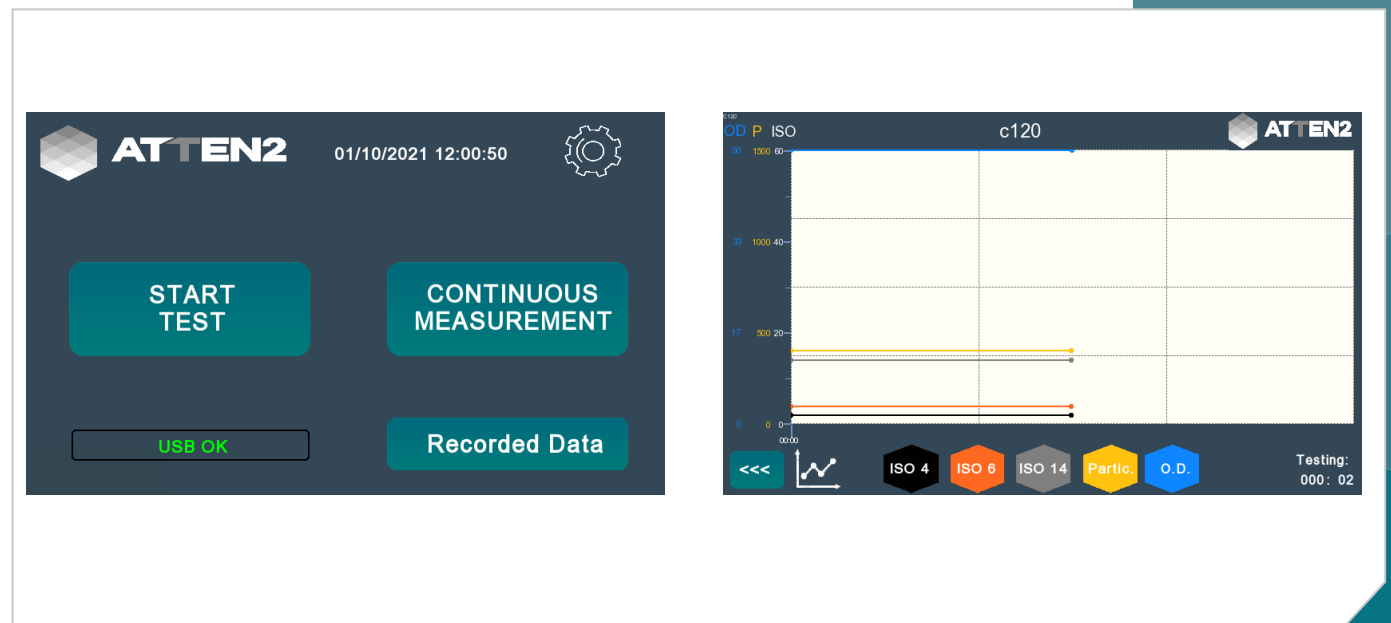 ATTEN2
01/10/2021 12:00:50
START
TEST
CONTINUOUS
MEASUREMENT
USB OK
Recorded Data
C120
OD P ISO
c120
ATTEN2
50 1500 60
33 1000 40
17 500 20
0 0 0
00:00
<<<
ISO 4
ISO 6
ISO 14
Partic.
O.D.
Testing:
000: 02